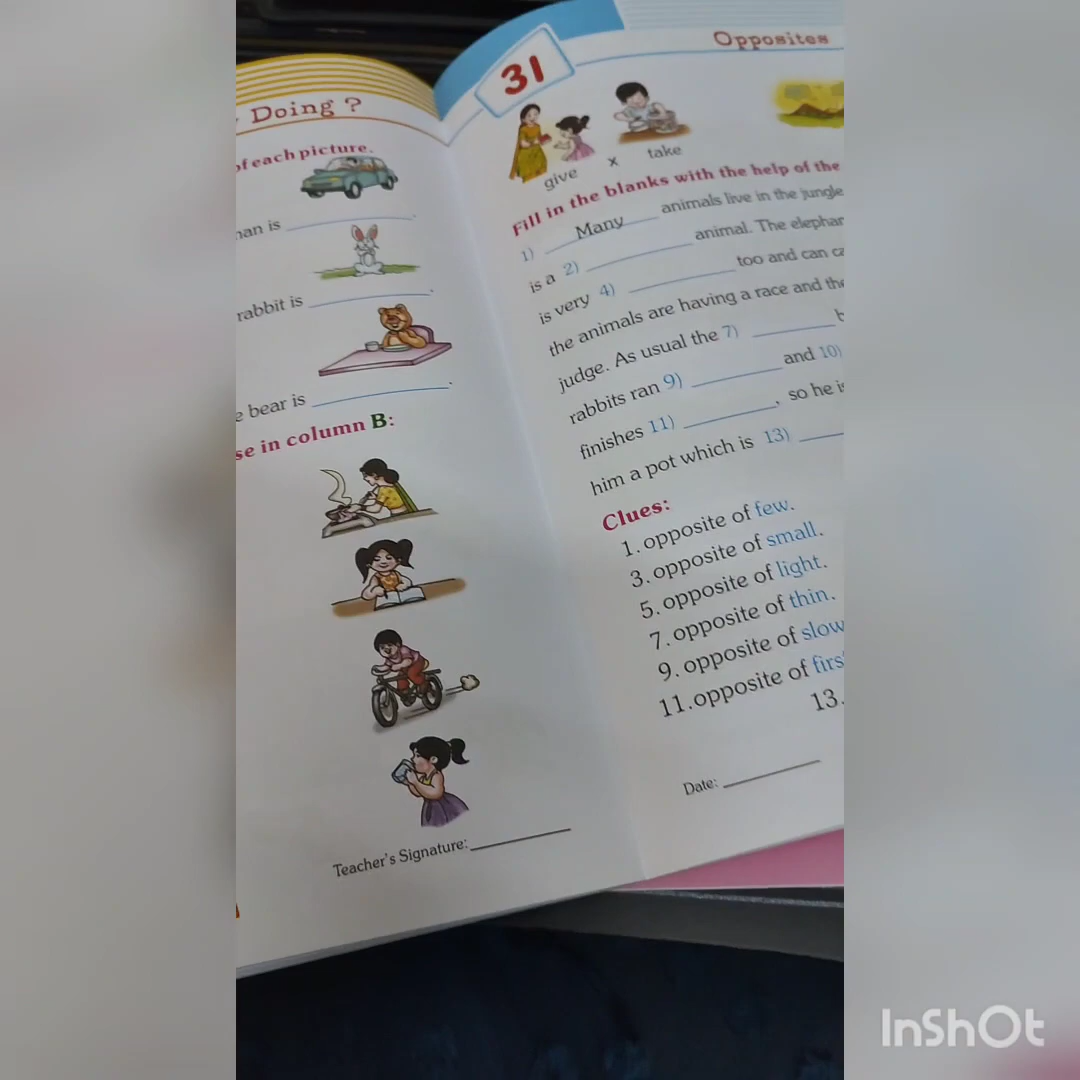 Doing ?
of each picture.
is
rabbit is .
bear is .
in column B:
Teacher's Signature:
31
Opposites
give x take
Fill in the blanks with the help of the
1) Many animals live in the jungle
is a 2) animal. The
is very 4) too and can
the animals are having a race and
judge. As usual the 7)
rabbits ran 9) and 10)
finishes 11) , so he
him a pot which is 13)
Clues:
1. opposite of few.
3. opposite of small.
5. opposite of light.
7. opposite of thin.
9. opposite of slow
11. opposite of
13.
Date:
InShOt